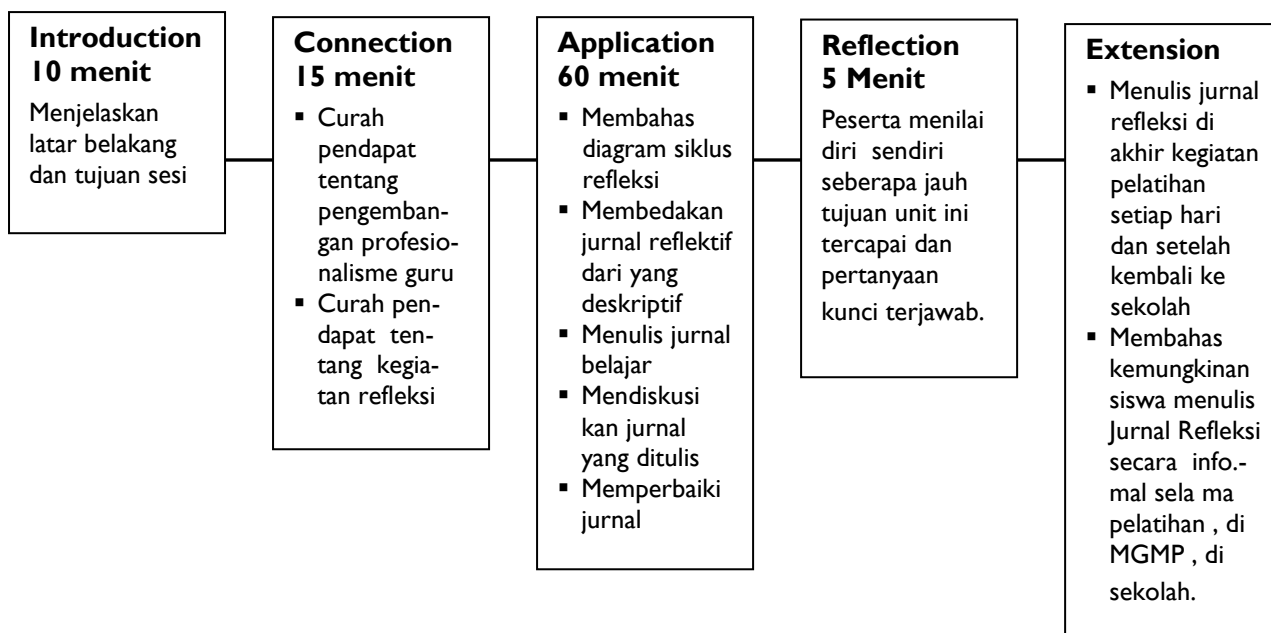 Introduction
10 menit
Menjelaskan
latar belakang
dan tujuan sesi
Connection
15 menit
▪ Curah
pendapat
tentang
pengemban-
gan profesio-
nalisme guru
▪ Curah pen-
dapat ten-
tang kegia-
tan refleksi
Application
60 menit
▪ Membahas
diagram siklus
refleksi
▪ Membedakan
jurnal reflektif
dari yang
deskriptif
▪ Menulis jurnal
belajar
▪ Mendiskusi
kan jurnal
yang ditulis
▪ Memperbaiki
jurnal
Reflection
5 Menit
Peserta menilai
diri sendiri
seberapa jauh
tujuan unit ini
tercapai dan
pertanyaan
kunci terjawab.
Extension
▪ Menulis jurnal
refleksi di
akhir kegiatan
pelatihan
setiap hari
dan setelah
kembali ke
sekolah
▪ Membahas
kemungkinan
siswa menulis
Jurnal Refleksi
secara info.-
mal sela ma
pelatihan , di
MGMP , di
sekolah.